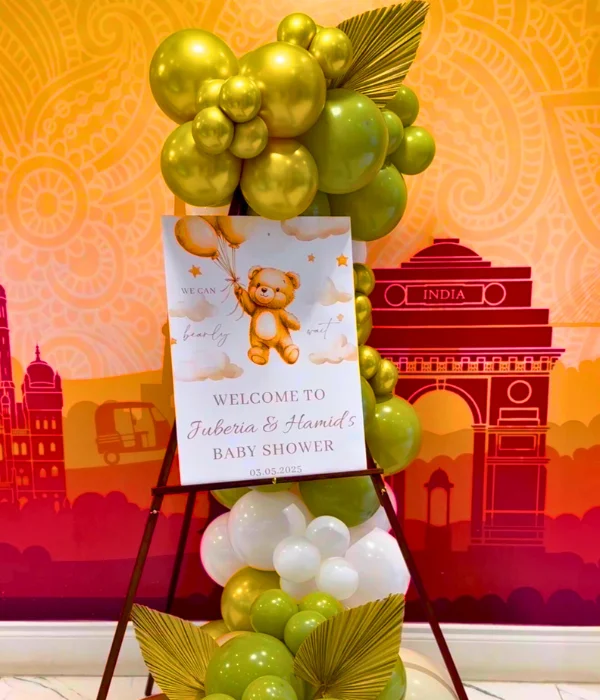 INDIA
WE CAN
bearly wait
WELCOME TO
Juberia & Hamid's
BABY SHOWER
03.05.2025